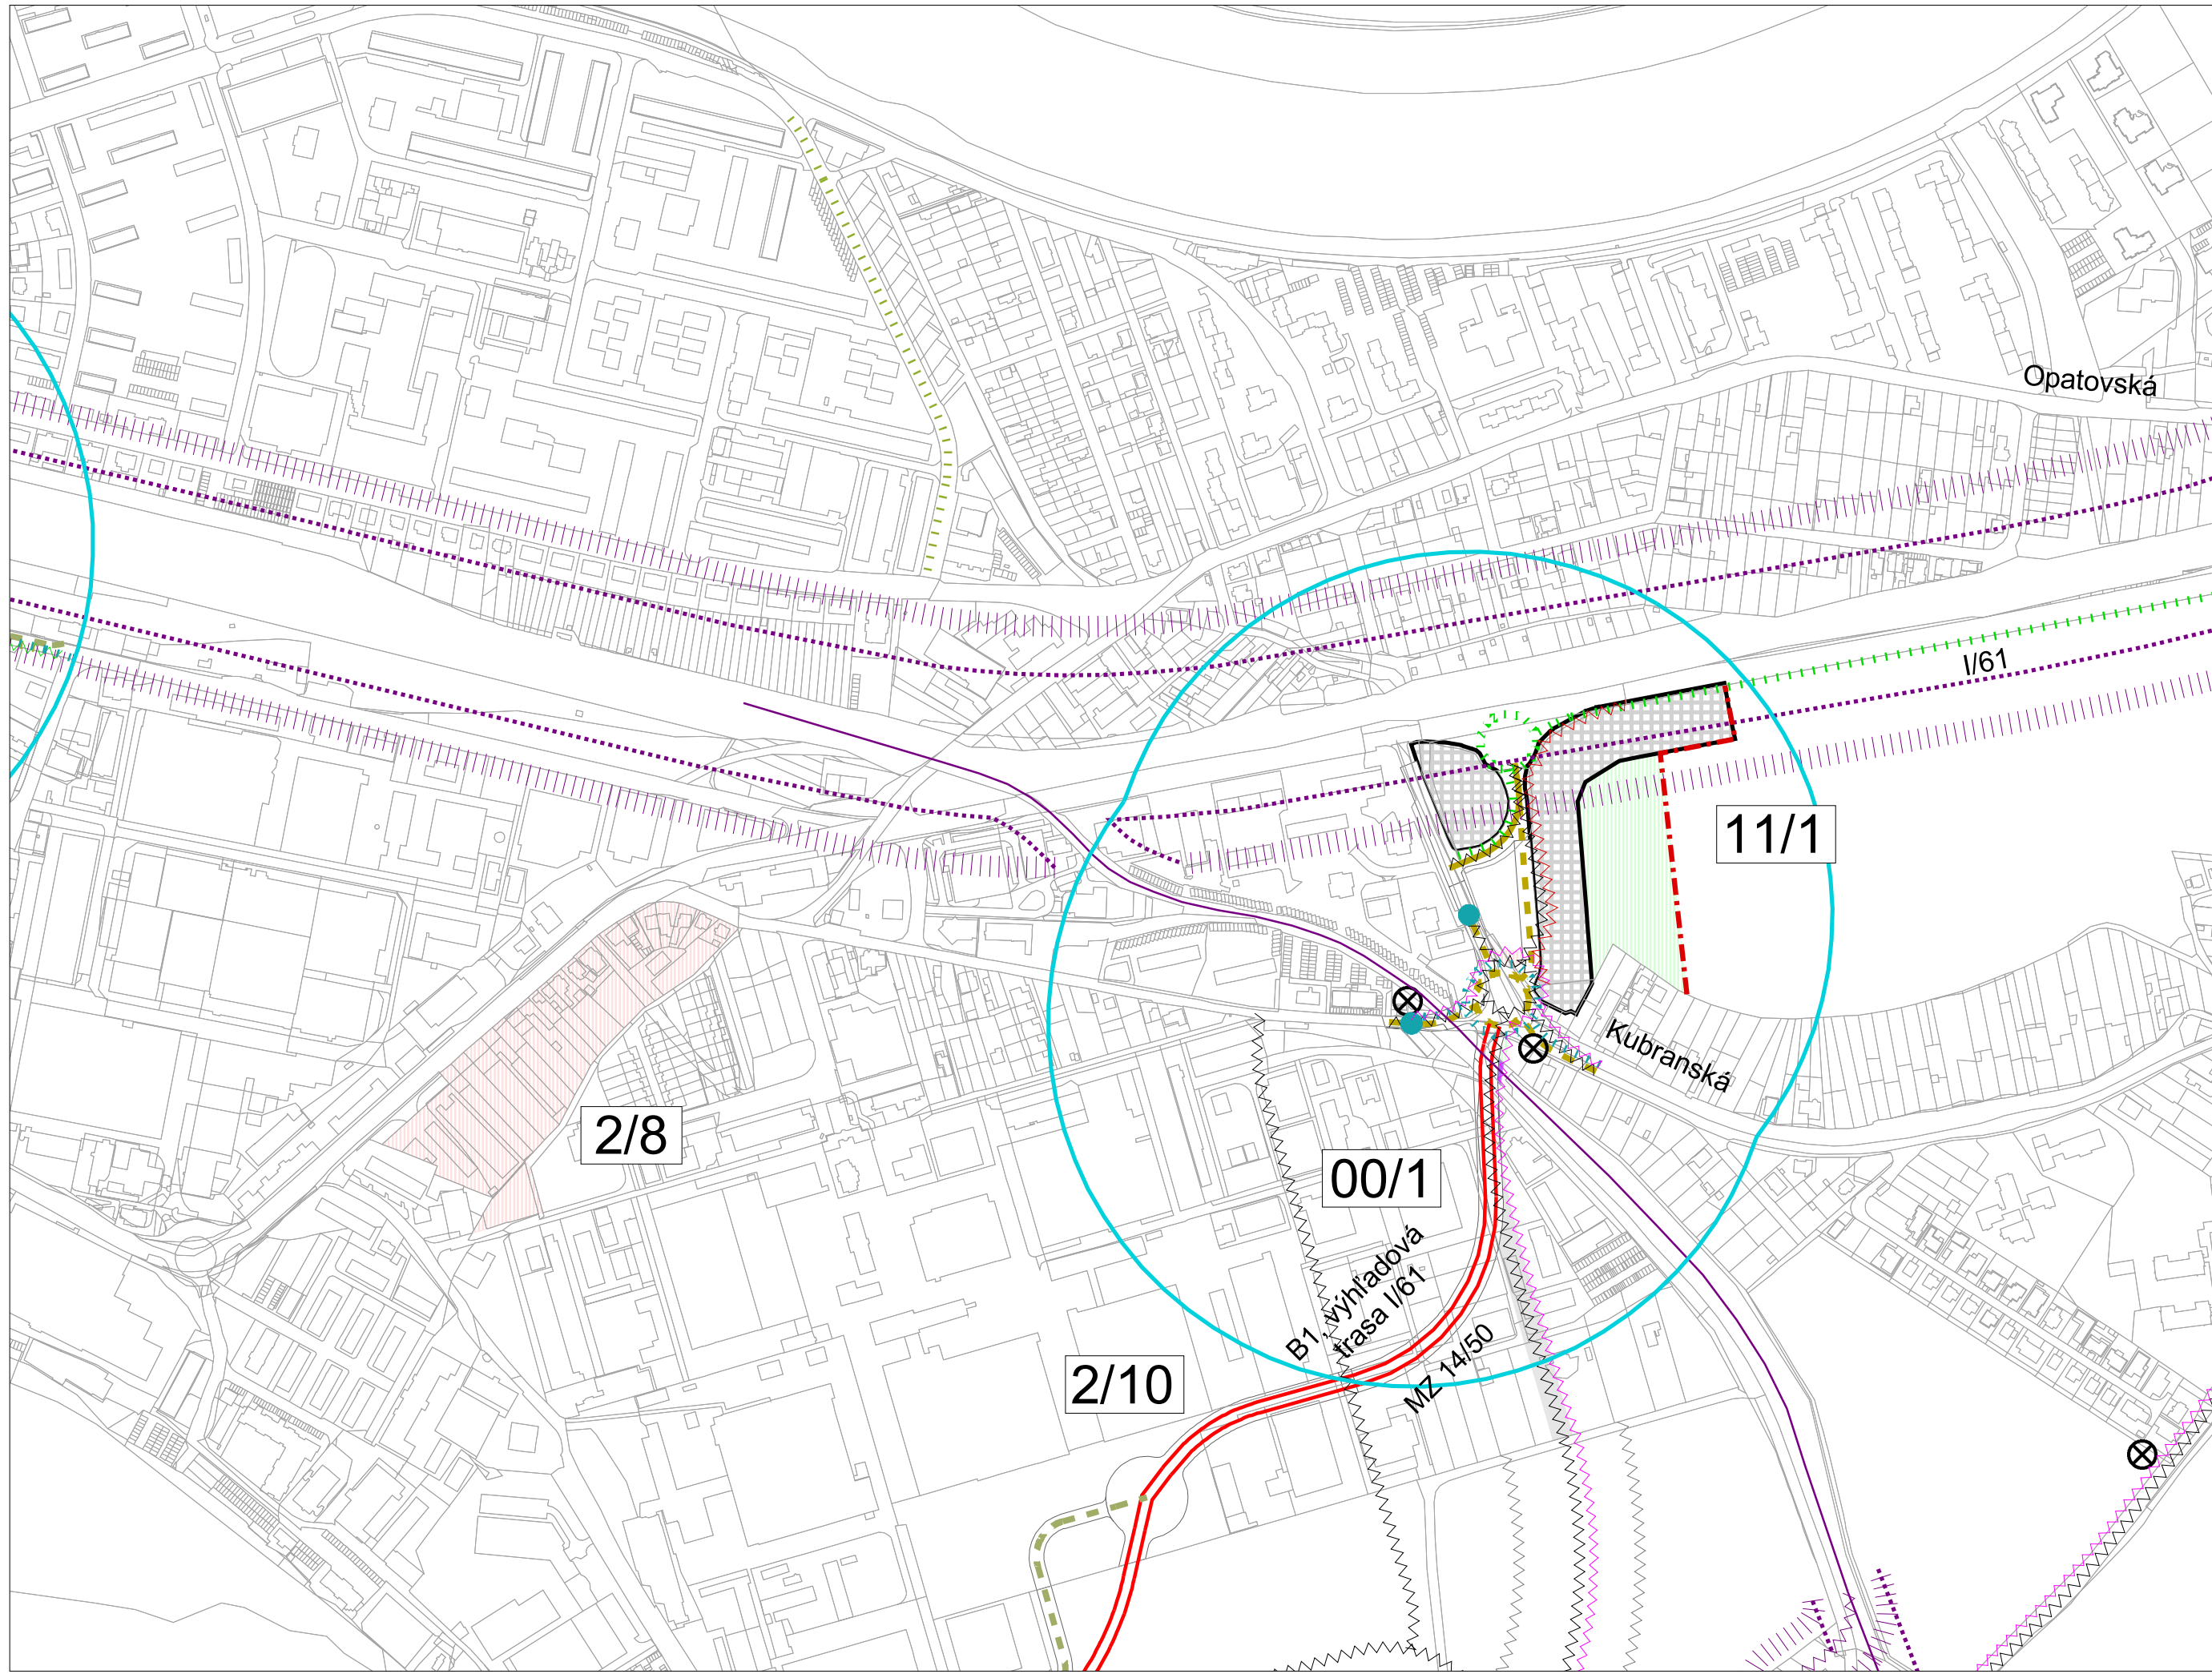 Opatovská
I/61
11/1
Kubranská
2/8
00/1
B1, výhľadová
trasa I/61
MZ 14/50
2/10